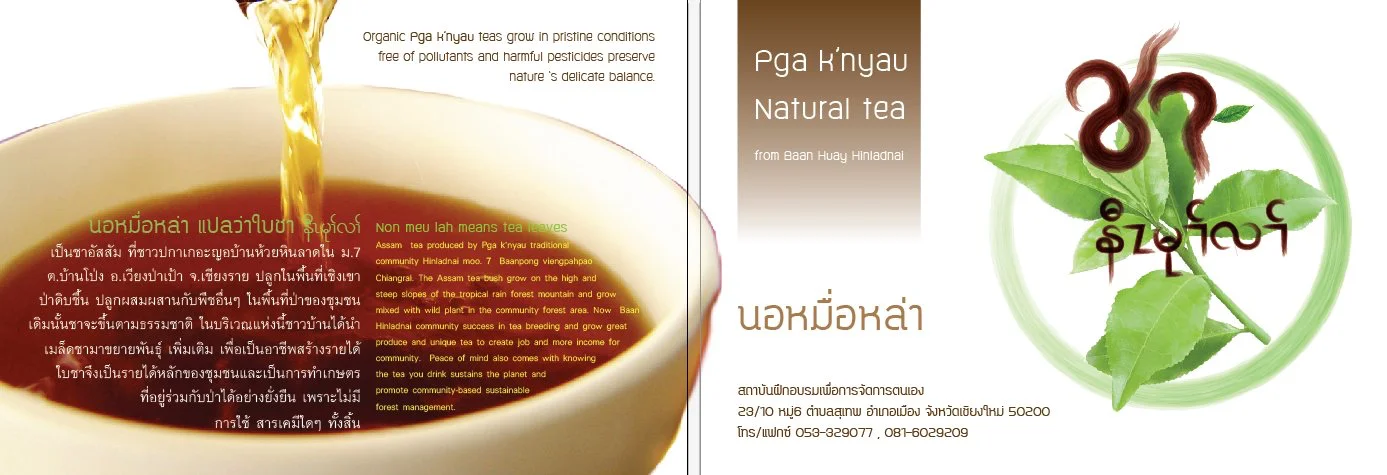 Organic Pga k'nyau teas grow in pristine conditions
free of pollutants and harmful pesticides preserve
nature 's delicate balance.
นอหมื่อหล่า แปลว่าใบชา
เป็นชาอัสสัม ที่ชาวปกาเกอะญอบ้านห้วยหินลาดใน ม.7
ต.บ้านโป่ง อ.เวียงป่าเป้า จ.เชียงราย ปลูกในพื้นที่เชิงเขา
ป่าดิบชื้น ปลูกผสมผสานกับพืชอื่นๆ ในพื้นที่ป่าของชุมชน
เดิมนั้นชาจะขึ้นตามธรรมชาติ ในบริเวณแห่งนี้ชาวบ้านได้นำ
เมล็ดชามาขยายพันธุ์ เพิ่มเติม เพื่อเป็นอาชีพสร้างรายได้
ใบชาจึงเป็นรายได้หลักของชุมชนและเป็นการทำเกษตร
ที่อยู่ร่วมกับป่าได้อย่างยั่งยืน เพราะไม่มี
การใช้ สารเคมีใดๆ ทั้งสิ้น
Non meu lah means tea leaves
Assam tea produced by Pga k'nyau traditional
community Hinladnai moo. 7 Baanpong viengpahpao
Chiangrai. The Assam tea bush grow on the high and
steep slopes of the tropical rain forest mountain and grow
mixed with wild plant in the community forest area. Now Baan
Hinladnai community success in tea breeding and grow great
produce and unique tea to create job and more income for
community. Peace of mind also comes with knowing
the tea you drink sustains the planet and
promote community-based sustainable
forest management.
Pga k'nyau
Natural tea
from Baan Huay Hinladnai
ชา
นอหมื่อหล่า
สถาบันฝึกอบรมเพื่อการจัดการตนเอง
23/10 หมู่6 ตำบลสุเทพ อำเภอเมือง จังหวัดเชียงใหม่ 50200
โทร/แฟกซ์ 053-329077 , 081-6029209